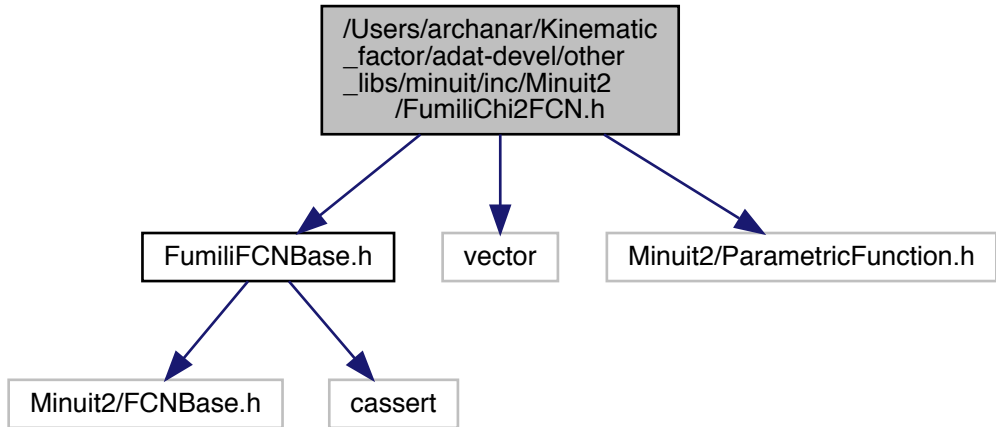 /Users/archanar/Kinematic
_factor/adat-devel/other
_libs/minuit/inc/Minuit2
/FumiliChi2FCN.h
FumiliFCNBase.h
vector
Minuit2/ParametricFunction.h
Minuit2/FCNBase.h
cassert